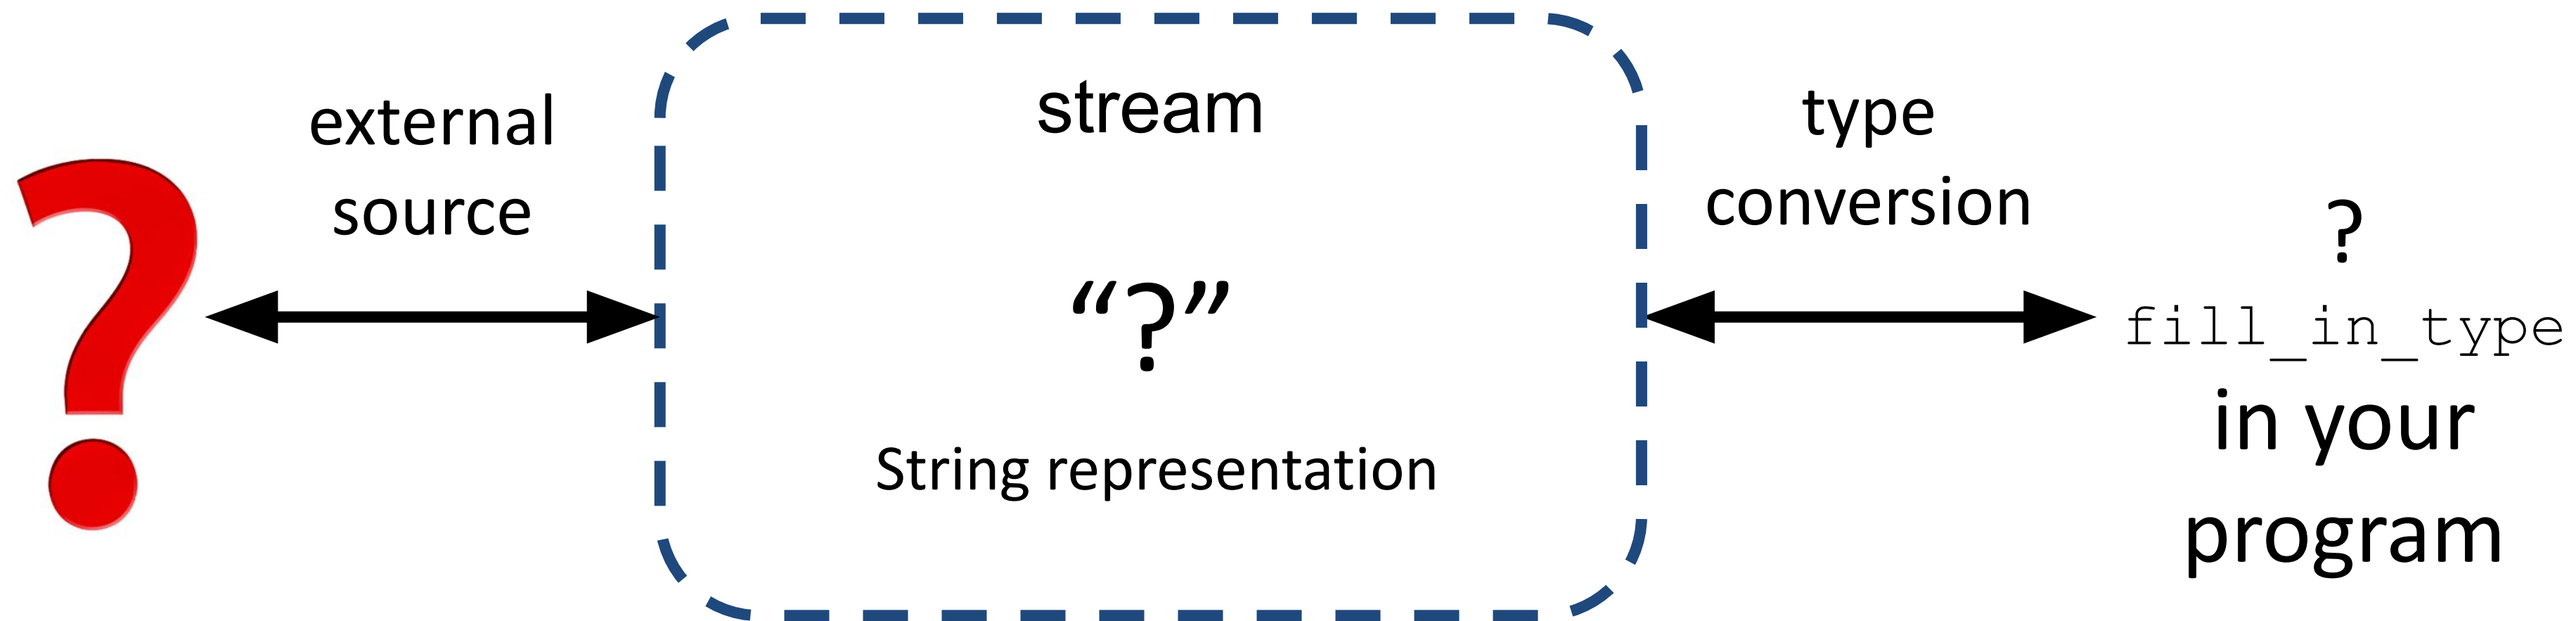 ?
external
source
stream
“?”
String representation
type
conversion
?
fill_in_type
in your
program